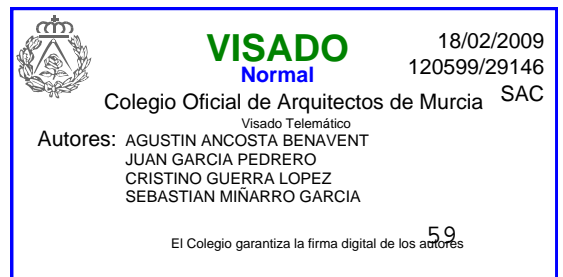 VISADO
Normal
18/02/2009
120599/29146
SAC
Colegio Oficial de Arquitectos de Murcia
Visado Telemático
Autores: AGUSTIN ANCOSTA BENAVENT
JUAN GARCIA PEDRERO
CRISTINO GUERRA LOPEZ
SEBASTIAN MIÑARRO GARCIA
59
El Colegio garantiza la firma digital de los autores